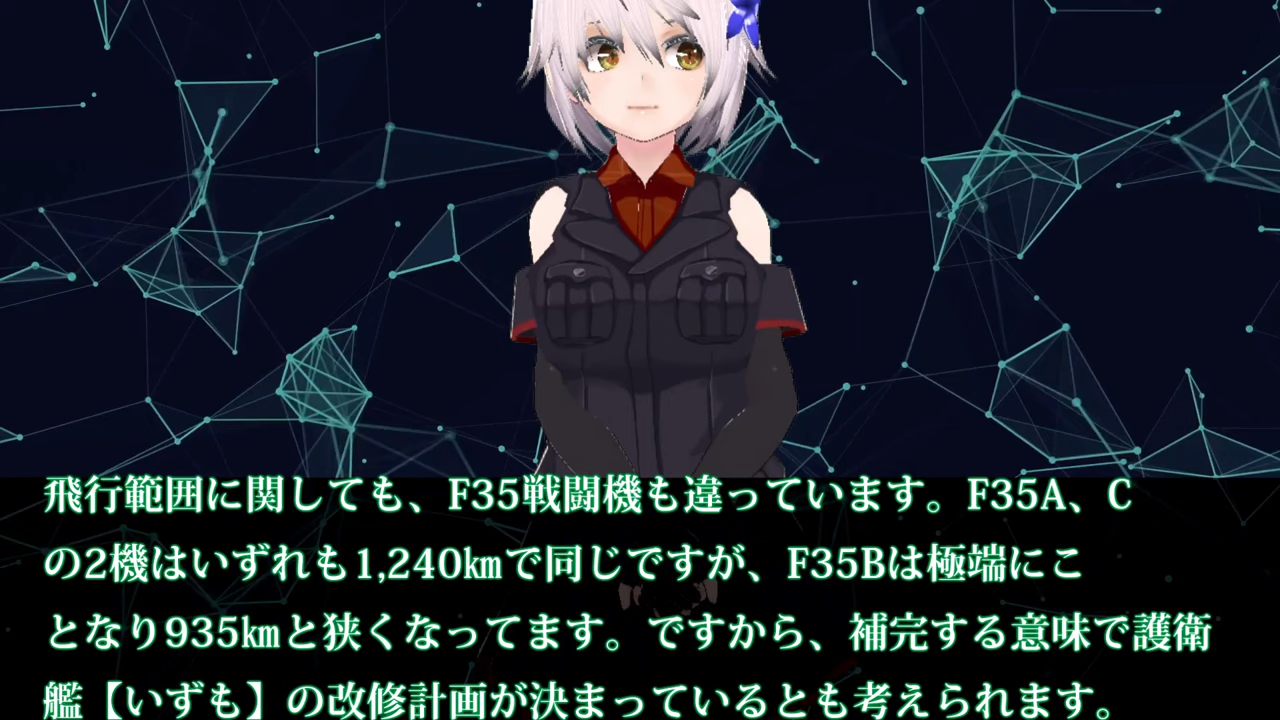 飛行範囲に関しても、F35戦闘機も違っています。F35A、C
の2機はいずれも1,240㎞で同じですが、F35Bは極端にこ
となり935㎞と狭くなってます。ですから、補完する意味で護衛
艦【いずも】の改修計画が決まっているとも考えられます。